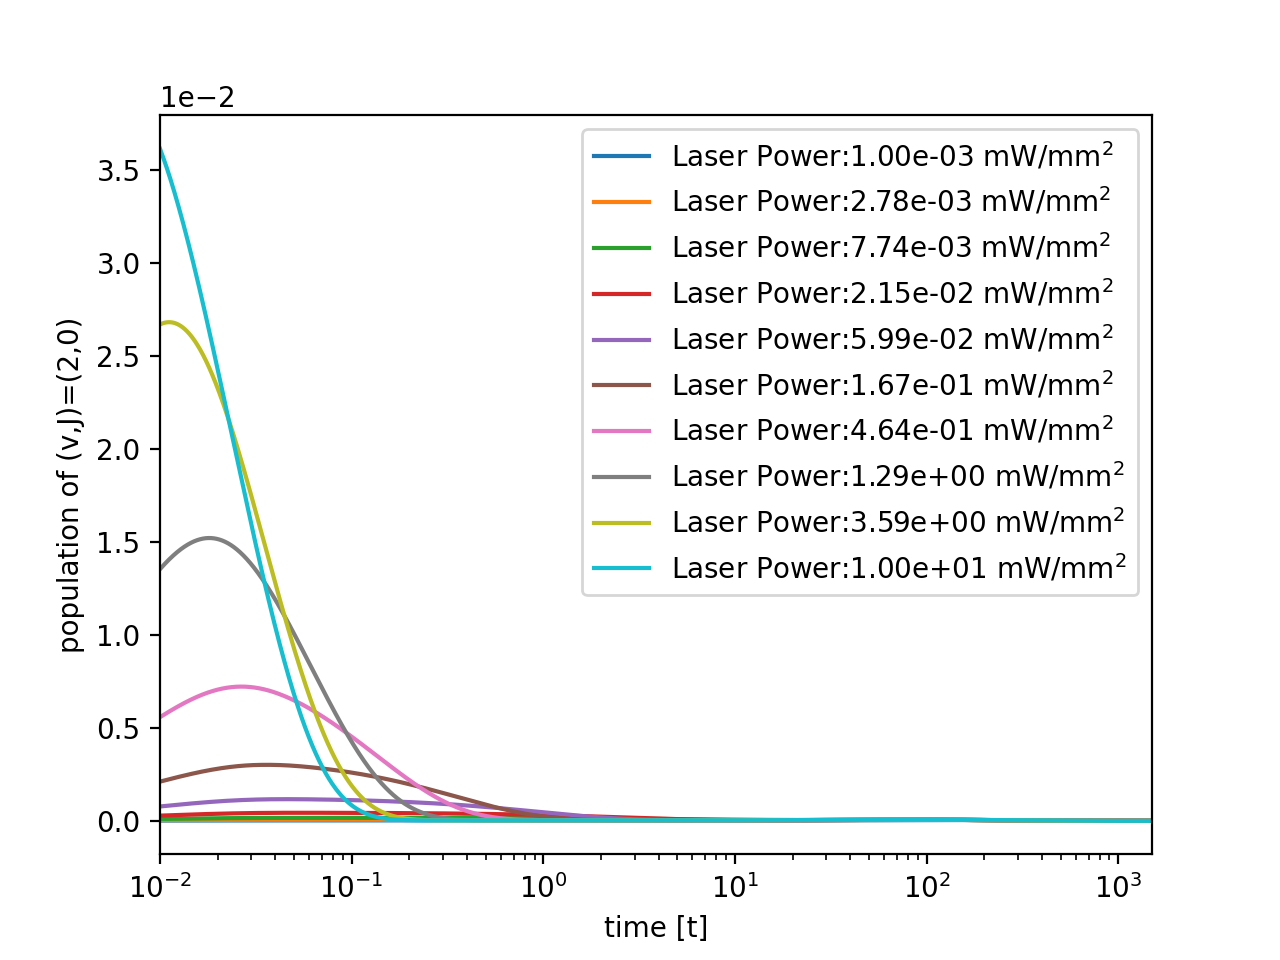 1e−2
3.5
3.0
2.5
2.0
1.5
1.0
0.5
0.0
population of (v,J)=(2,0)
Laser Power:1.00e-03 mW/mm²
Laser Power:2.78e-03 mW/mm²
Laser Power:7.74e-03 mW/mm²
Laser Power:2.15e-02 mW/mm²
Laser Power:5.99e-02 mW/mm²
Laser Power:1.67e-01 mW/mm²
Laser Power:4.64e-01 mW/mm²
Laser Power:1.29e+00 mW/mm²
Laser Power:3.59e+00 mW/mm²
Laser Power:1.00e+01 mW/mm²
10⁻² 10⁻¹ 10⁰ 10¹ 10² 10³
time [t]